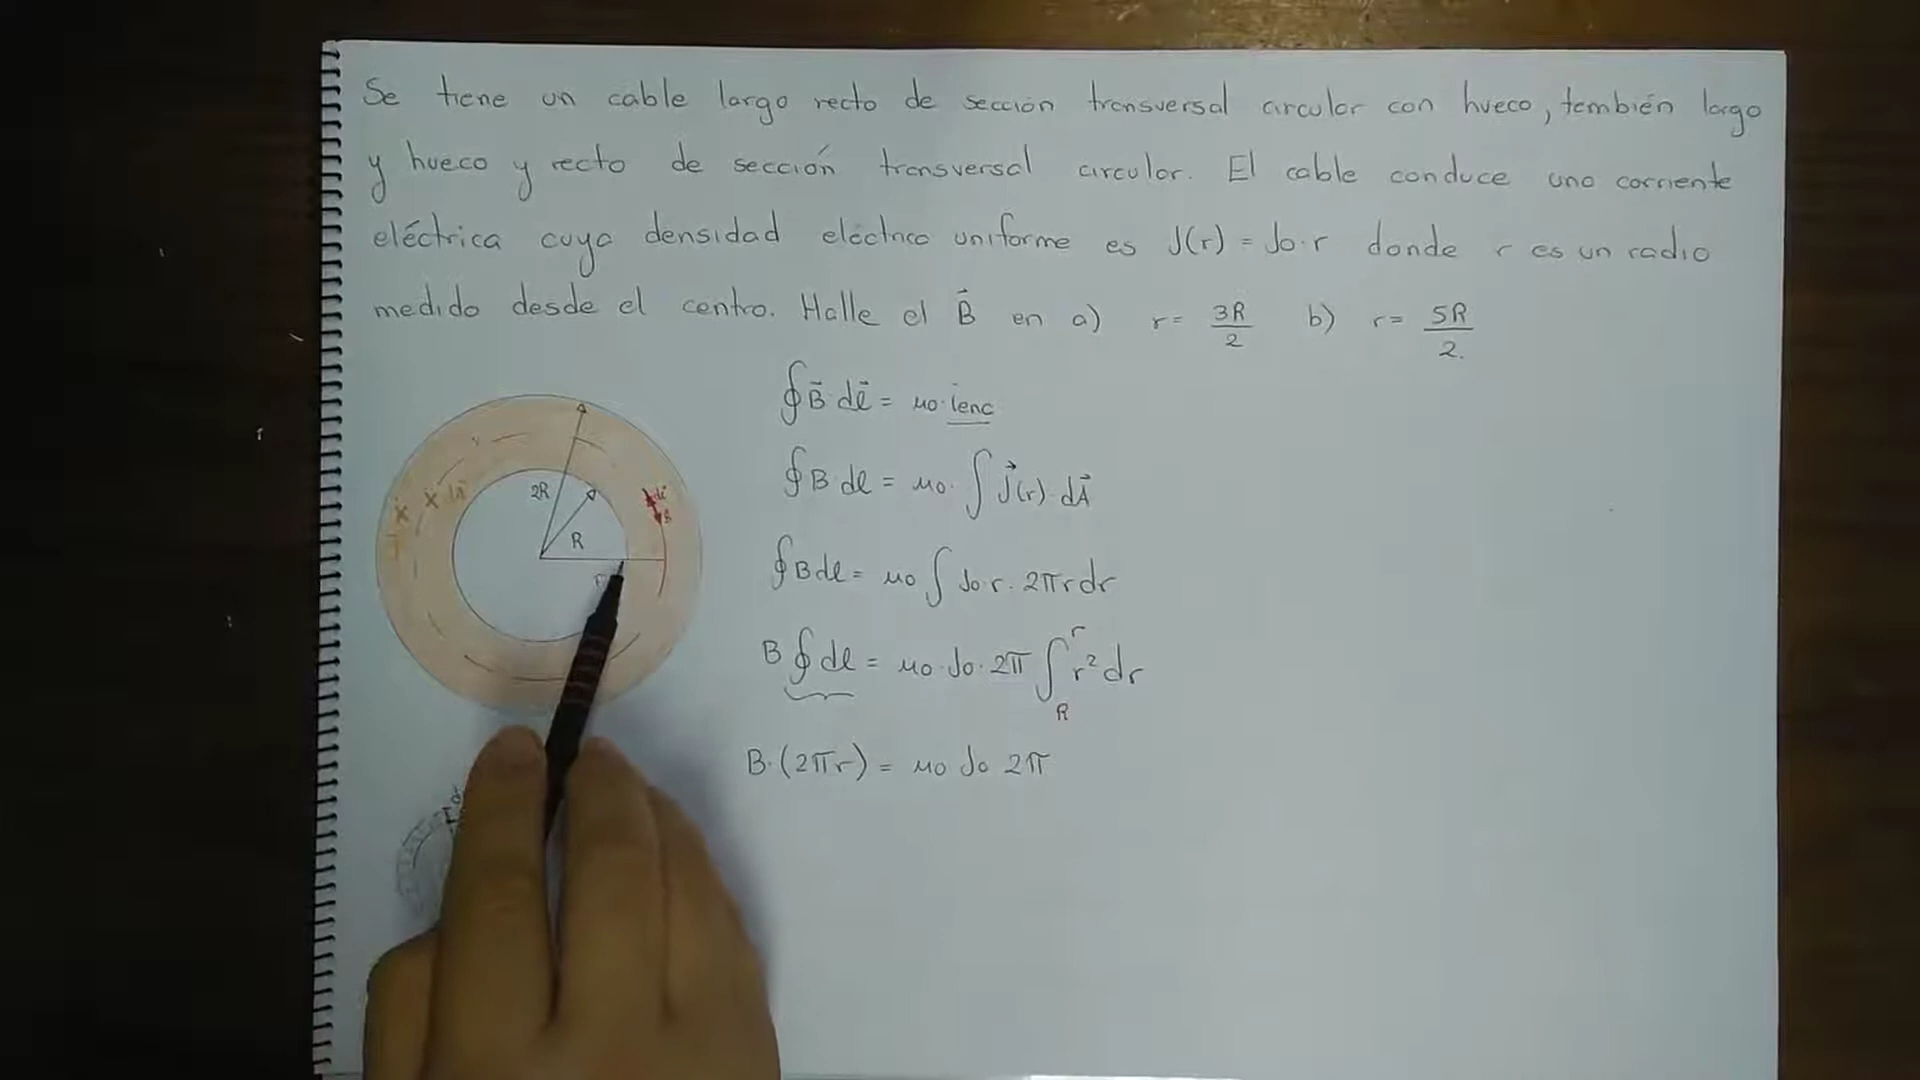 Se tiene un cable largo recto de sección transversal circular con hueco, también largo
y hueco y recto de sección transversal circular. El cable conduce una corriente
eléctrica cuya densidad eléctrica uniforme es J(r) = Jo·r donde r es un radio
medido desde el centro. Halle el B⃗ en a) r = 3R/2 b) r = 5R/2.
∮B⃗·dℓ⃗ = μo·ienc
∮B·dℓ = μo·∫J⃗(r)·dA⃗
∮Bdℓ = μo ∫Jo·r·2πrdr
B∮dℓ = μo·Jo·2π ∫_R^r r²dr
B·(2πr) = μo Jo 2π
2R
R